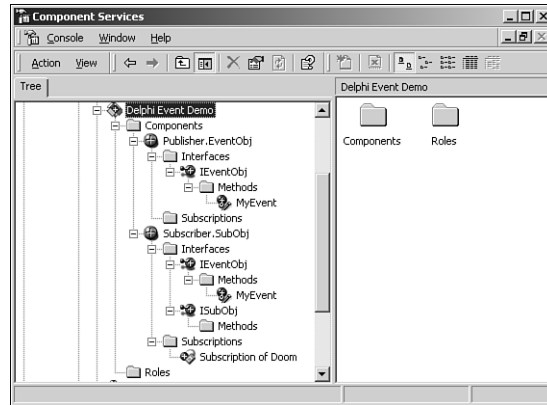 Component Services
Console Window Help
Action View
Tree
Delphi Event Demo
Components
Publisher.EventObj
Interfaces
IEventObj
Methods
MyEvent
Subscriptions
Subscriber.SubObj
Interfaces
IEventObj
Methods
MyEvent
ISubObj
Methods
Subscriptions
Subscription of Doom
Roles
Delphi Event Demo
Components Roles